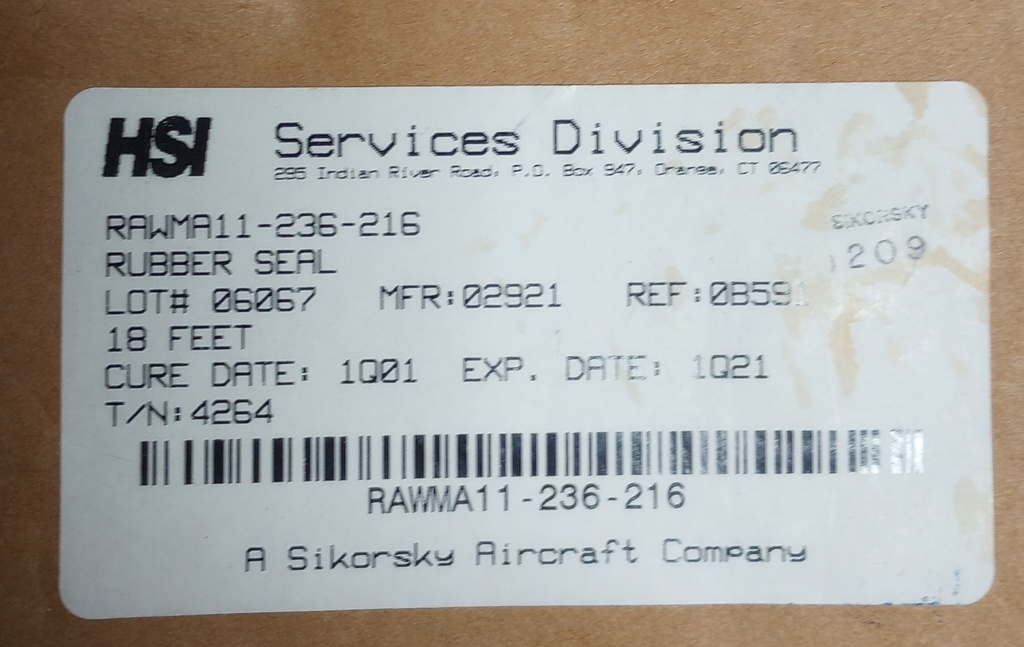 HSI Services Division
295 Indian River Road, P.O. Box 947, Orange, CT 06477
RAWMA11-236-216
SIKORSKY
RUBBER SEAL
209
LOT# 06067 MFR:02921 REF:0B591
18 FEET
CURE DATE: 1Q01 EXP. DATE: 1Q21
T/N:4264
RAWMA11-236-216
A Sikorsky Aircraft Company